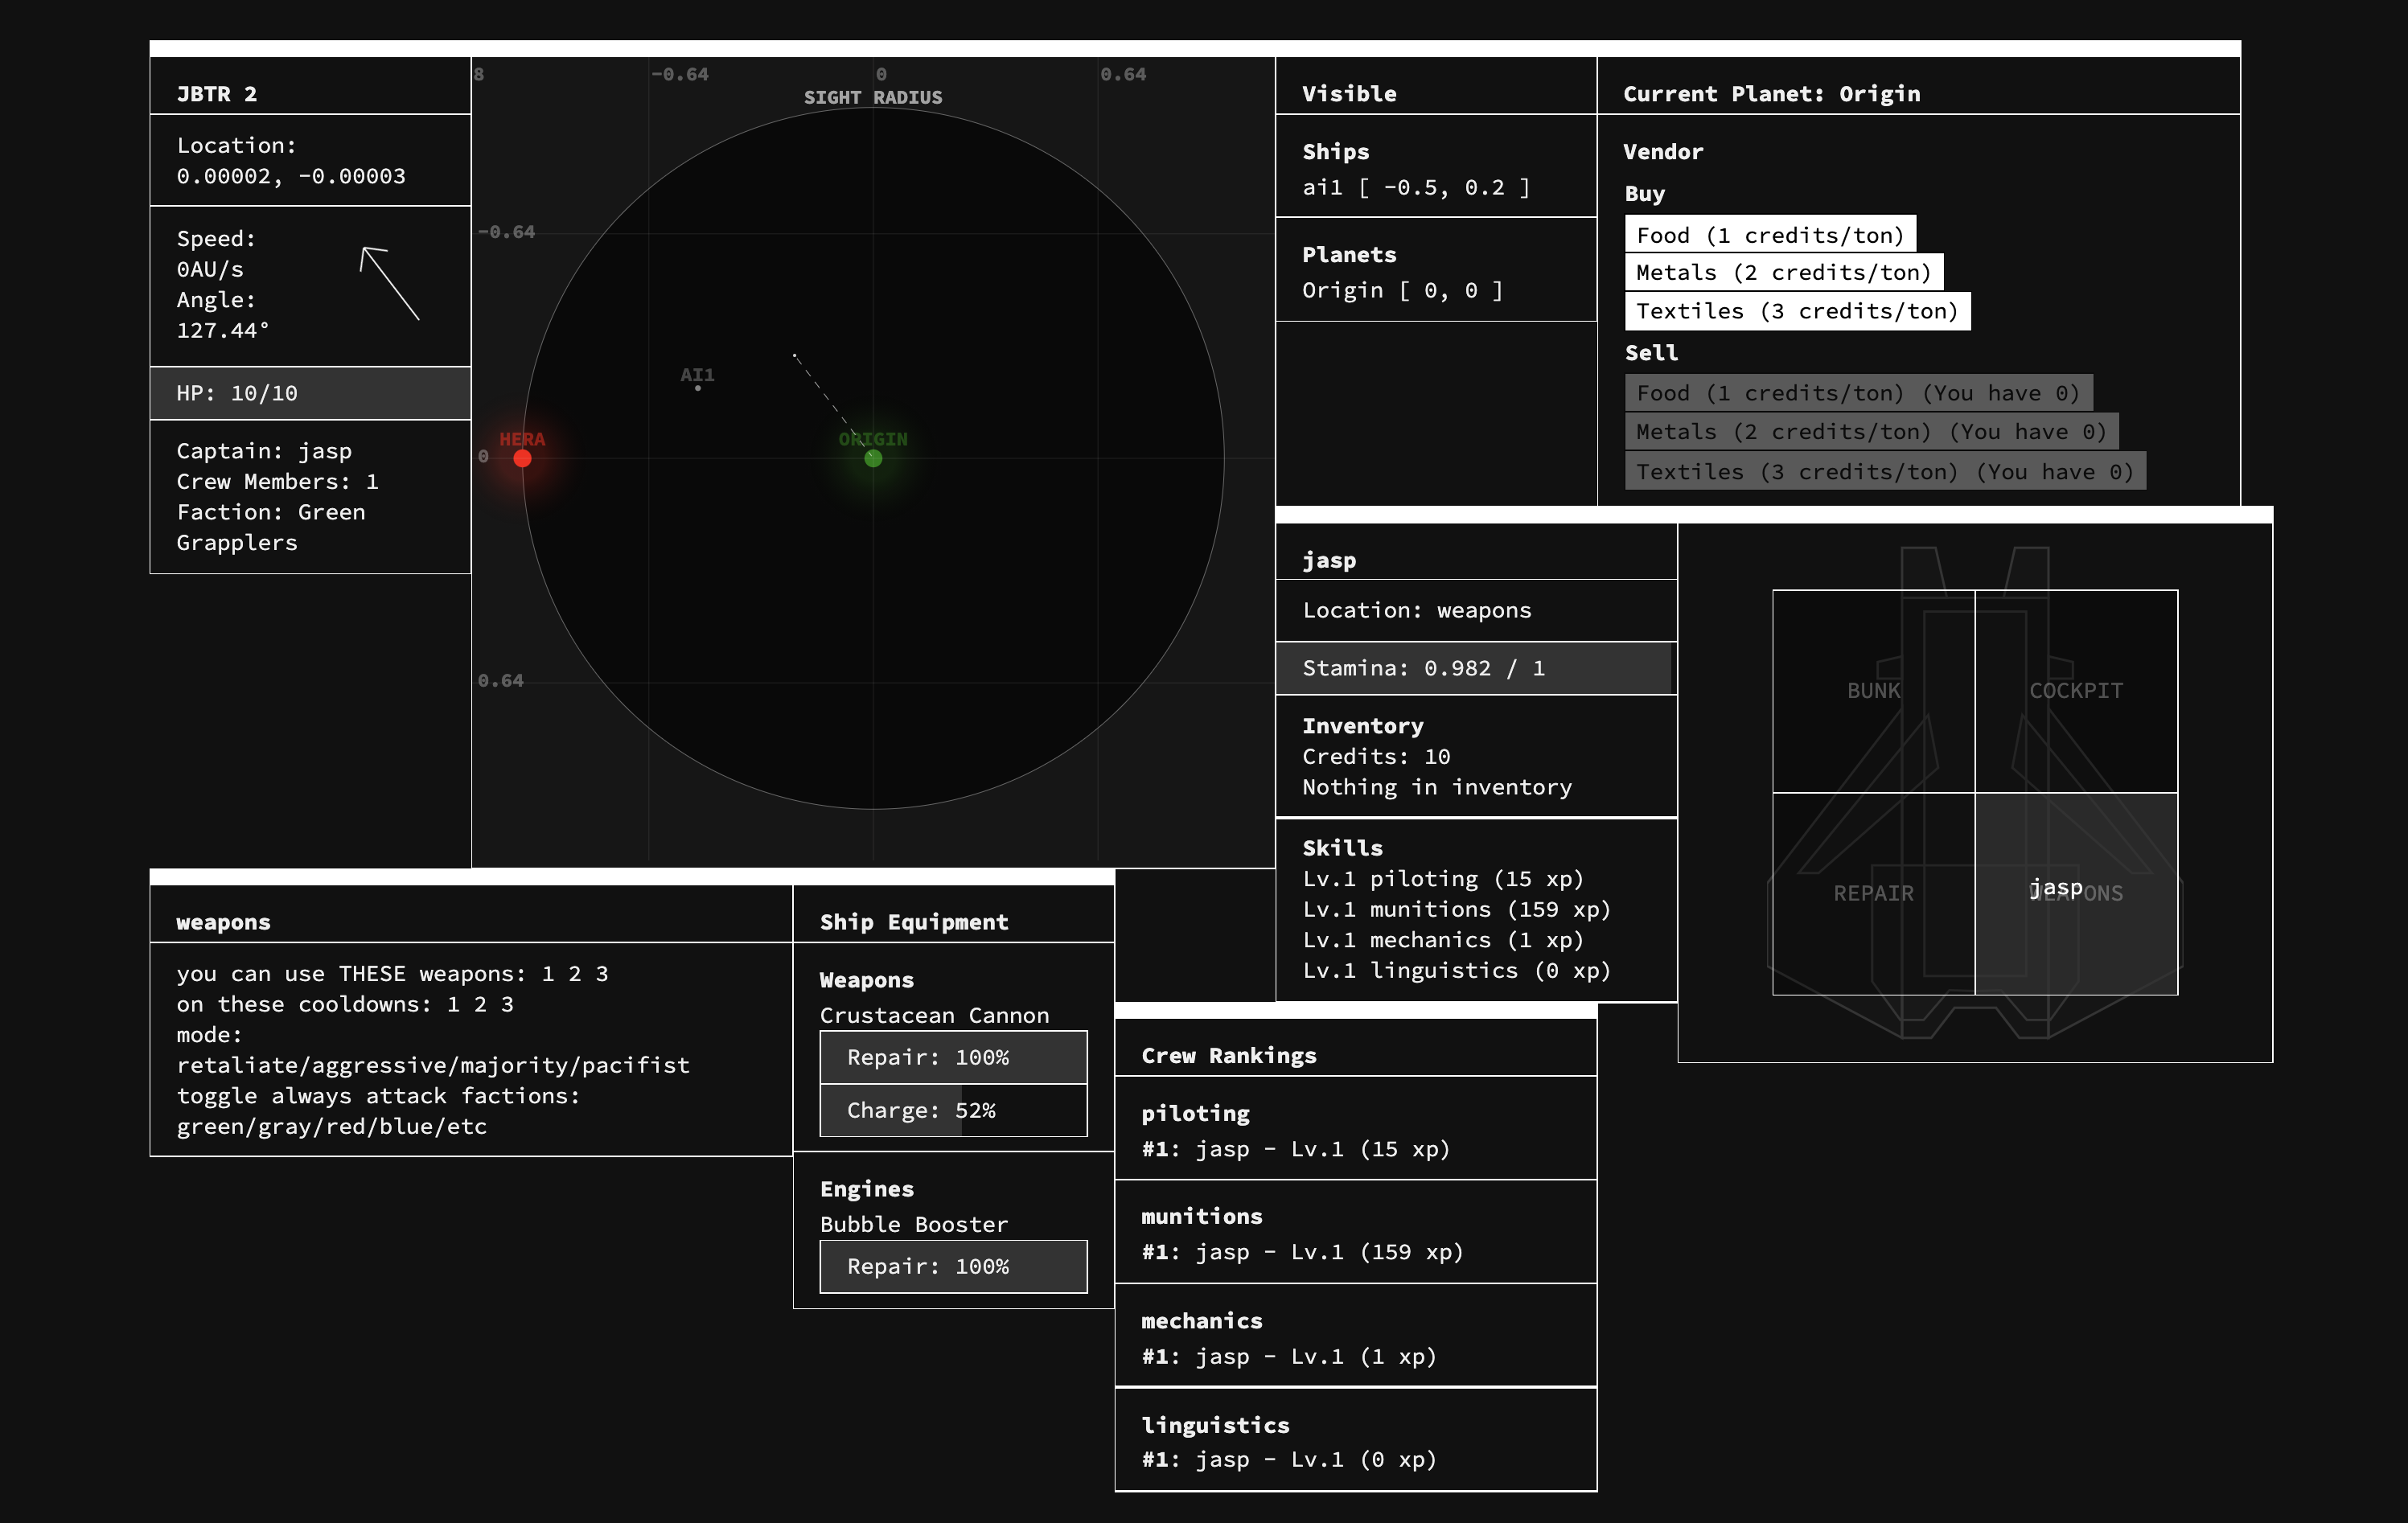 JBTR 2
Location:
0.00002, -0.00003
Speed:
0AU/s
Angle:
127.44°
HP: 10/10
Captain: jasp
Crew Members: 1
Faction: Green
Grapplers
8
-0.64
0
0.64
SIGHT RADIUS
-0.64
AI1
HERA
ORIGIN
0
0.64
Visible
Ships
ai1 [ -0.5, 0.2 ]
Planets
Origin [ 0, 0 ]
Current Planet: Origin
Vendor
Buy
Food (1 credits/ton)
Metals (2 credits/ton)
Textiles (3 credits/ton)
Sell
Food (1 credits/ton) (You have 0)
Metals (2 credits/ton) (You have 0)
Textiles (3 credits/ton) (You have 0)
jasp
Location: weapons
Stamina: 0.982 / 1
Inventory
Credits: 10
Nothing in inventory
Skills
Lv.1 piloting (15 xp)
Lv.1 munitions (159 xp)
Lv.1 mechanics (1 xp)
Lv.1 linguistics (0 xp)
BUNK
COCKPIT
REPAIR
WEAPONS
jasp
weapons
you can use THESE weapons: 1 2 3
on these cooldowns: 1 2 3
mode:
retaliate/aggressive/majority/pacifist
toggle always attack factions:
green/gray/red/blue/etc
Ship Equipment
Weapons
Crustacean Cannon
Repair: 100%
Charge: 52%
Engines
Bubble Booster
Repair: 100%
Crew Rankings
piloting
#1: jasp - Lv.1 (15 xp)
munitions
#1: jasp - Lv.1 (159 xp)
mechanics
#1: jasp - Lv.1 (1 xp)
linguistics
#1: jasp - Lv.1 (0 xp)